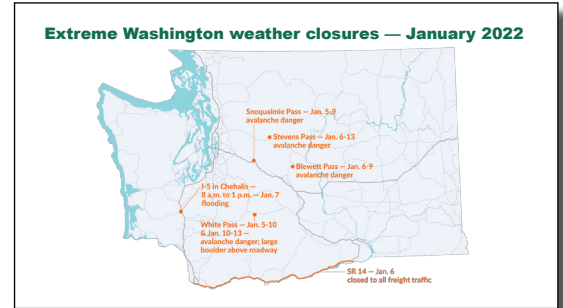 Extreme Washington weather closures — January 2022
Snoqualmie Pass — Jan. 5-9
avalanche danger
Stevens Pass — Jan. 6-13
avalanche danger
Blewett Pass — Jan. 6-9
avalanche danger
I-5 in Chehalis —
8 a.m. to 1 p.m. — Jan. 7
flooding
White Pass — Jan. 5-10
& Jan. 10-13 —
avalanche danger; large
boulder above roadway
SR 14 — Jan. 6
closed to all freight traffic